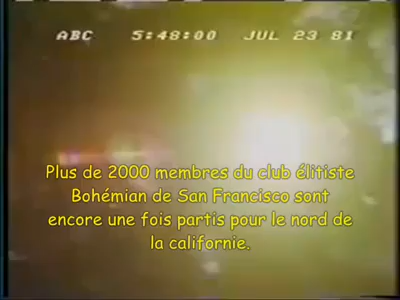 ABC 5:48:00 JUL 23 81
Plus de 2000 membres du club élitiste
Bohémian de San Francisco sont
encore une fois partis pour le nord de
la californie.